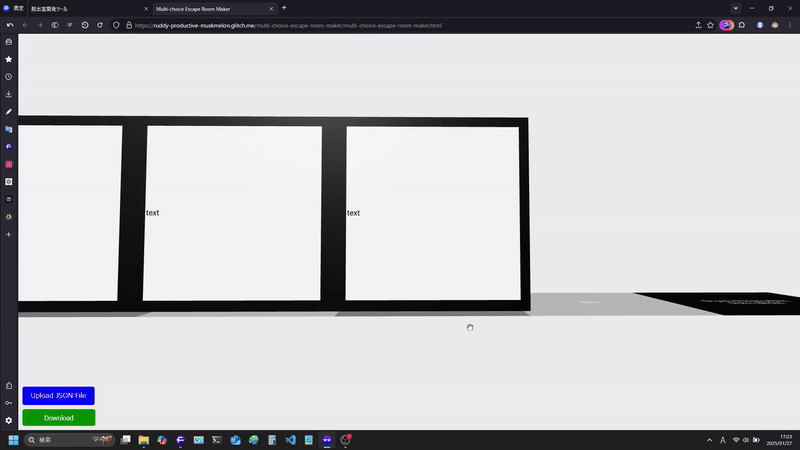 既定
脱出室開発ツール
Multi-choice Escape Room Maker
https://ruddy-productive-muskmelon.glitch.me/multi-choice-escape-room-maker/multi-choice-escape-room-maker.html
text
text
Upload JSON File
Download
検索
A
17:23
2025/01/27